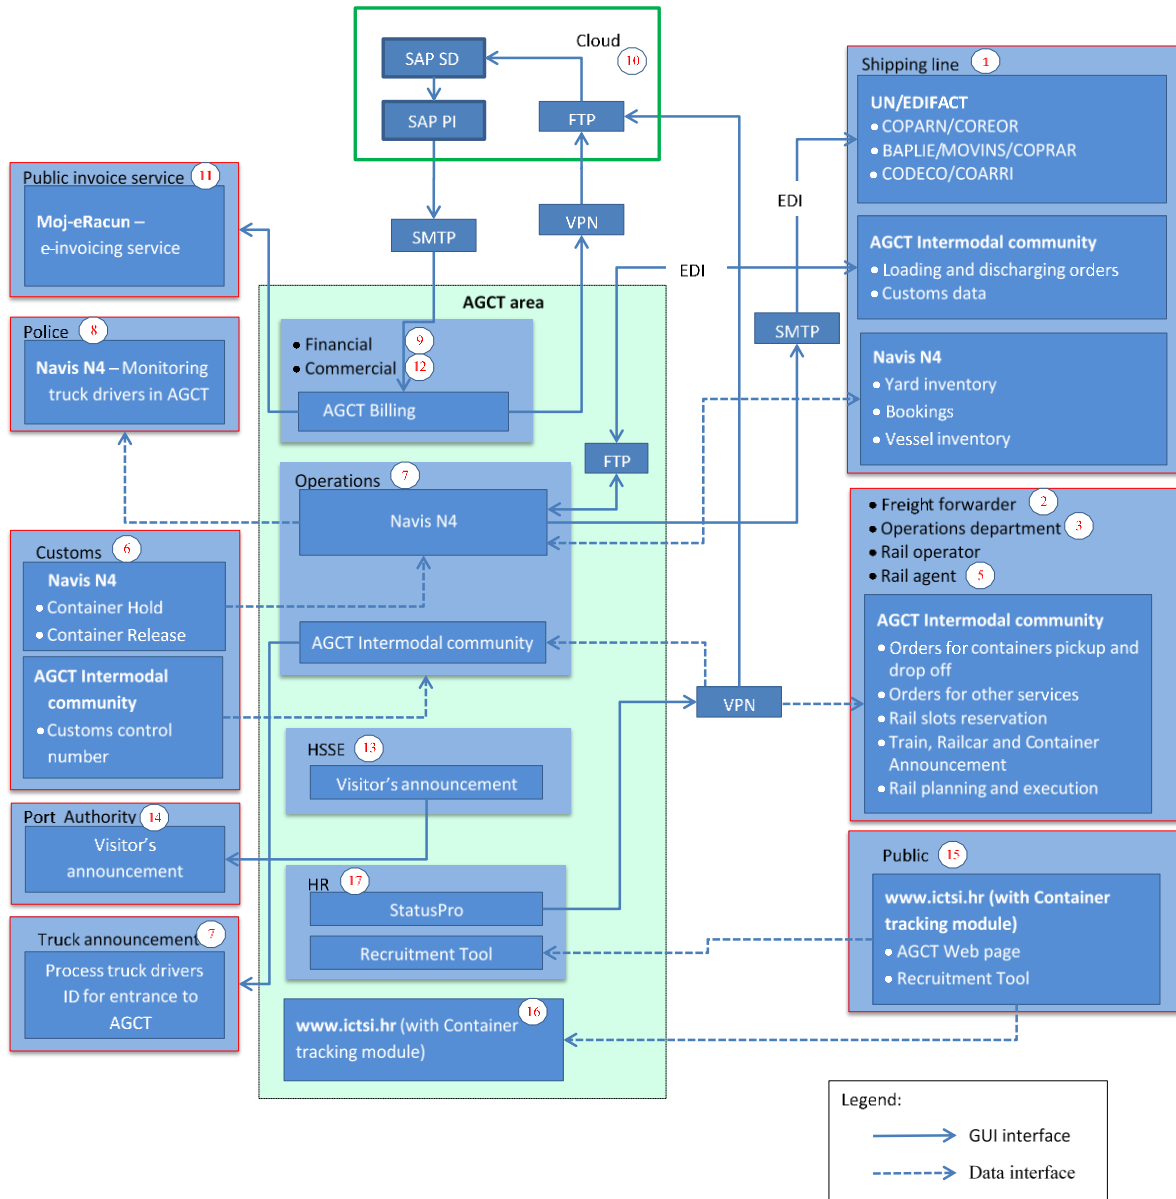 Cloud
10
SAP SD
SAP PI
FTP
SMTP
VPN
Public invoice service
11
Moj-eRacun –
e-invoicing service
Police
8
Navis N4 – Monitoring
truck drivers in AGCT
Customs
6
Navis N4
• Container Hold
• Container Release
AGCT Intermodal
community
• Customs control
number
Port Authority
14
Visitor's
announcement
Truck announcement
7
Process truck drivers
ID for entrance to
AGCT
AGCT area
• Financial
9
• Commercial
12
AGCT Billing
Operations
7
Navis N4
AGCT Intermodal community
FTP
HSSE
13
Visitor's announcement
HR
17
StatusPro
Recruitment Tool
16
www.ictsi.hr (with Container
tracking module)
EDI
EDI
SMTP
VPN
Shipping line
1
UN/EDIFACT
• COPARN/COREOR
• BAPLIE/MOVINS/COPRAR
• CODECO/COARRI
AGCT Intermodal community
• Loading and discharging orders
• Customs data
Navis N4
• Yard inventory
• Bookings
• Vessel inventory
• Freight forwarder
2
• Operations department
3
• Rail operator
• Rail agent
5
AGCT Intermodal community
• Orders for containers pickup and
drop off
• Orders for other services
• Rail slots reservation
• Train, Railcar and Container
Announcement
• Rail planning and execution
Public
15
www.ictsi.hr (with Container
tracking module)
• AGCT Web page
• Recruitment Tool
Legend:
GUI interface
Data interface